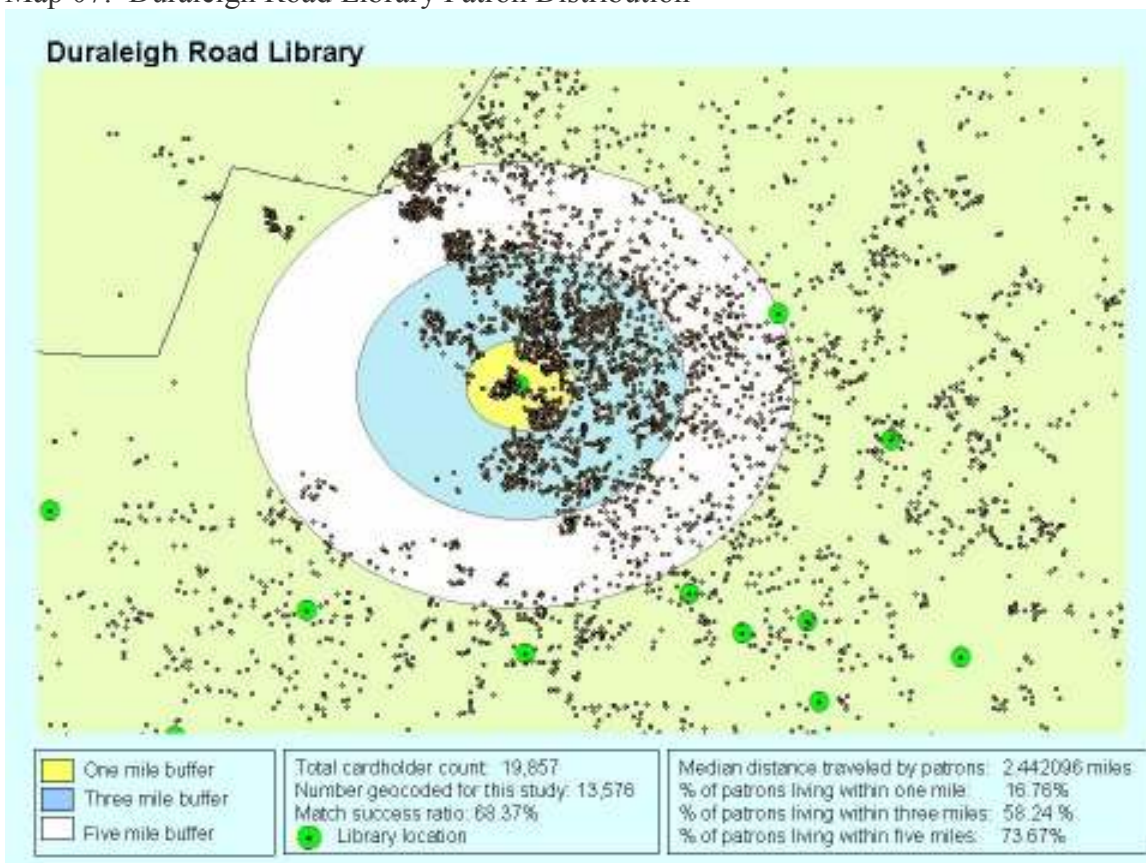 Map 07: Duraleigh Road Library Patron Distribution
Duraleigh Road Library
One mile buffer
Three mile buffer
Five mile buffer
Total cardholder count: 19,857
Number geocoded for this study: 13,576
Match success ratio: 68.37%
Library location
Median distance traveled by patrons: 2.442096 miles
% of patrons living within one mile: 16.76%
% of patrons living within three miles: 58.24 %
% of patrons living within five miles: 73.67%